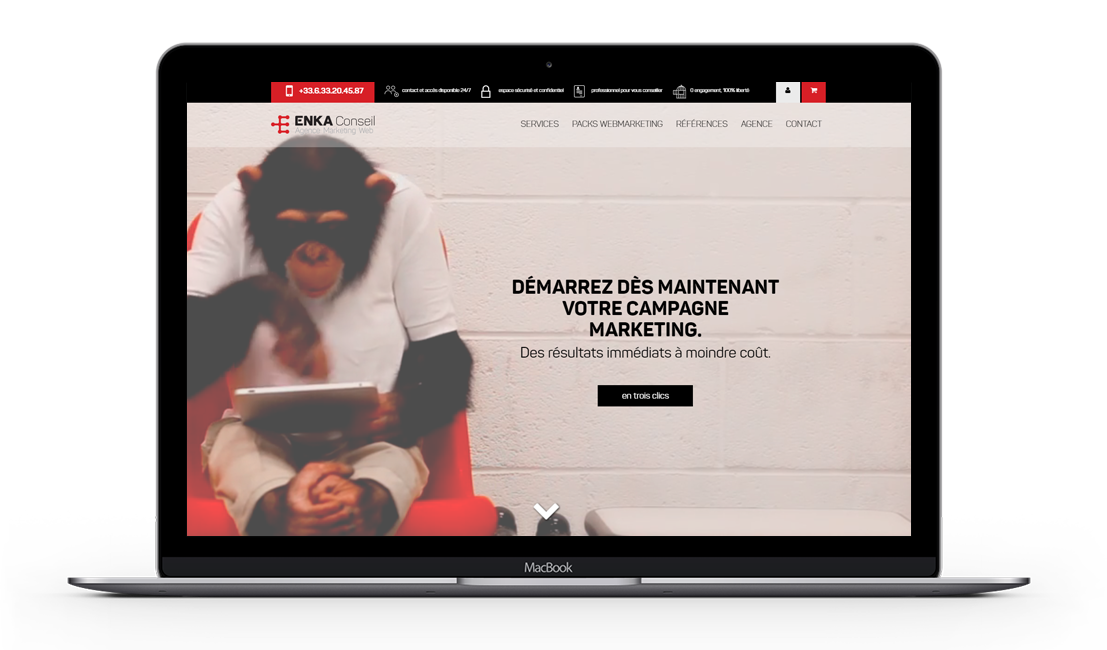 +33.6.33.20.45.87
contact et accès disponible 24/7
espace sécurisé et confidentiel
professionnel pour vous conseiller
0 engagement, 100% liberté
ENKA Conseil
Agence Marketing Web
SERVICES
PACKS WEBMARKETING
RÉFÉRENCES
AGENCE
CONTACT
DÉMARREZ DÈS MAINTENANT
VOTRE CAMPAGNE
MARKETING.
Des résultats immédiats à moindre coût.
en trois clics
MacBook